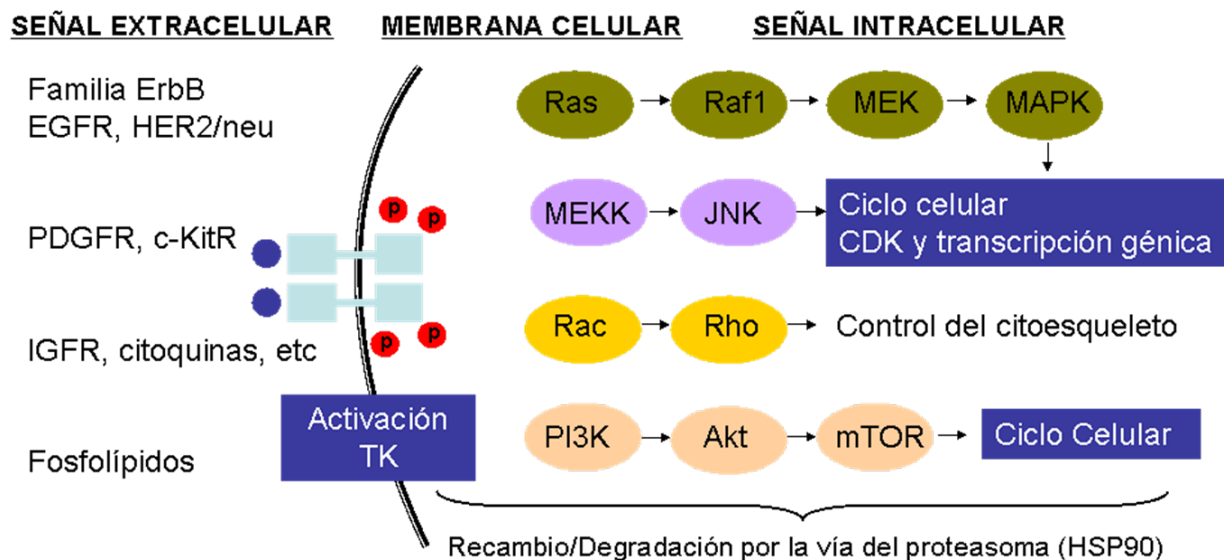 SEÑAL EXTRACELULAR
MEMBRANA CELULAR
SEÑAL INTRACELULAR
Familia ErbB
EGFR, HER2/neu
PDGFR, c-KitR
IGFR, citoquinas, etc
Fosfolípidos
p
p
p
p
Activación
TK
Ras
Raf1
MEK
MAPK
MEKK
JNK
Ciclo celular
CDK y transcripción génica
Rac
Rho
Control del citoesqueleto
PI3K
Akt
mTOR
Ciclo Celular
Recambio/Degradación por la vía del proteasoma (HSP90)